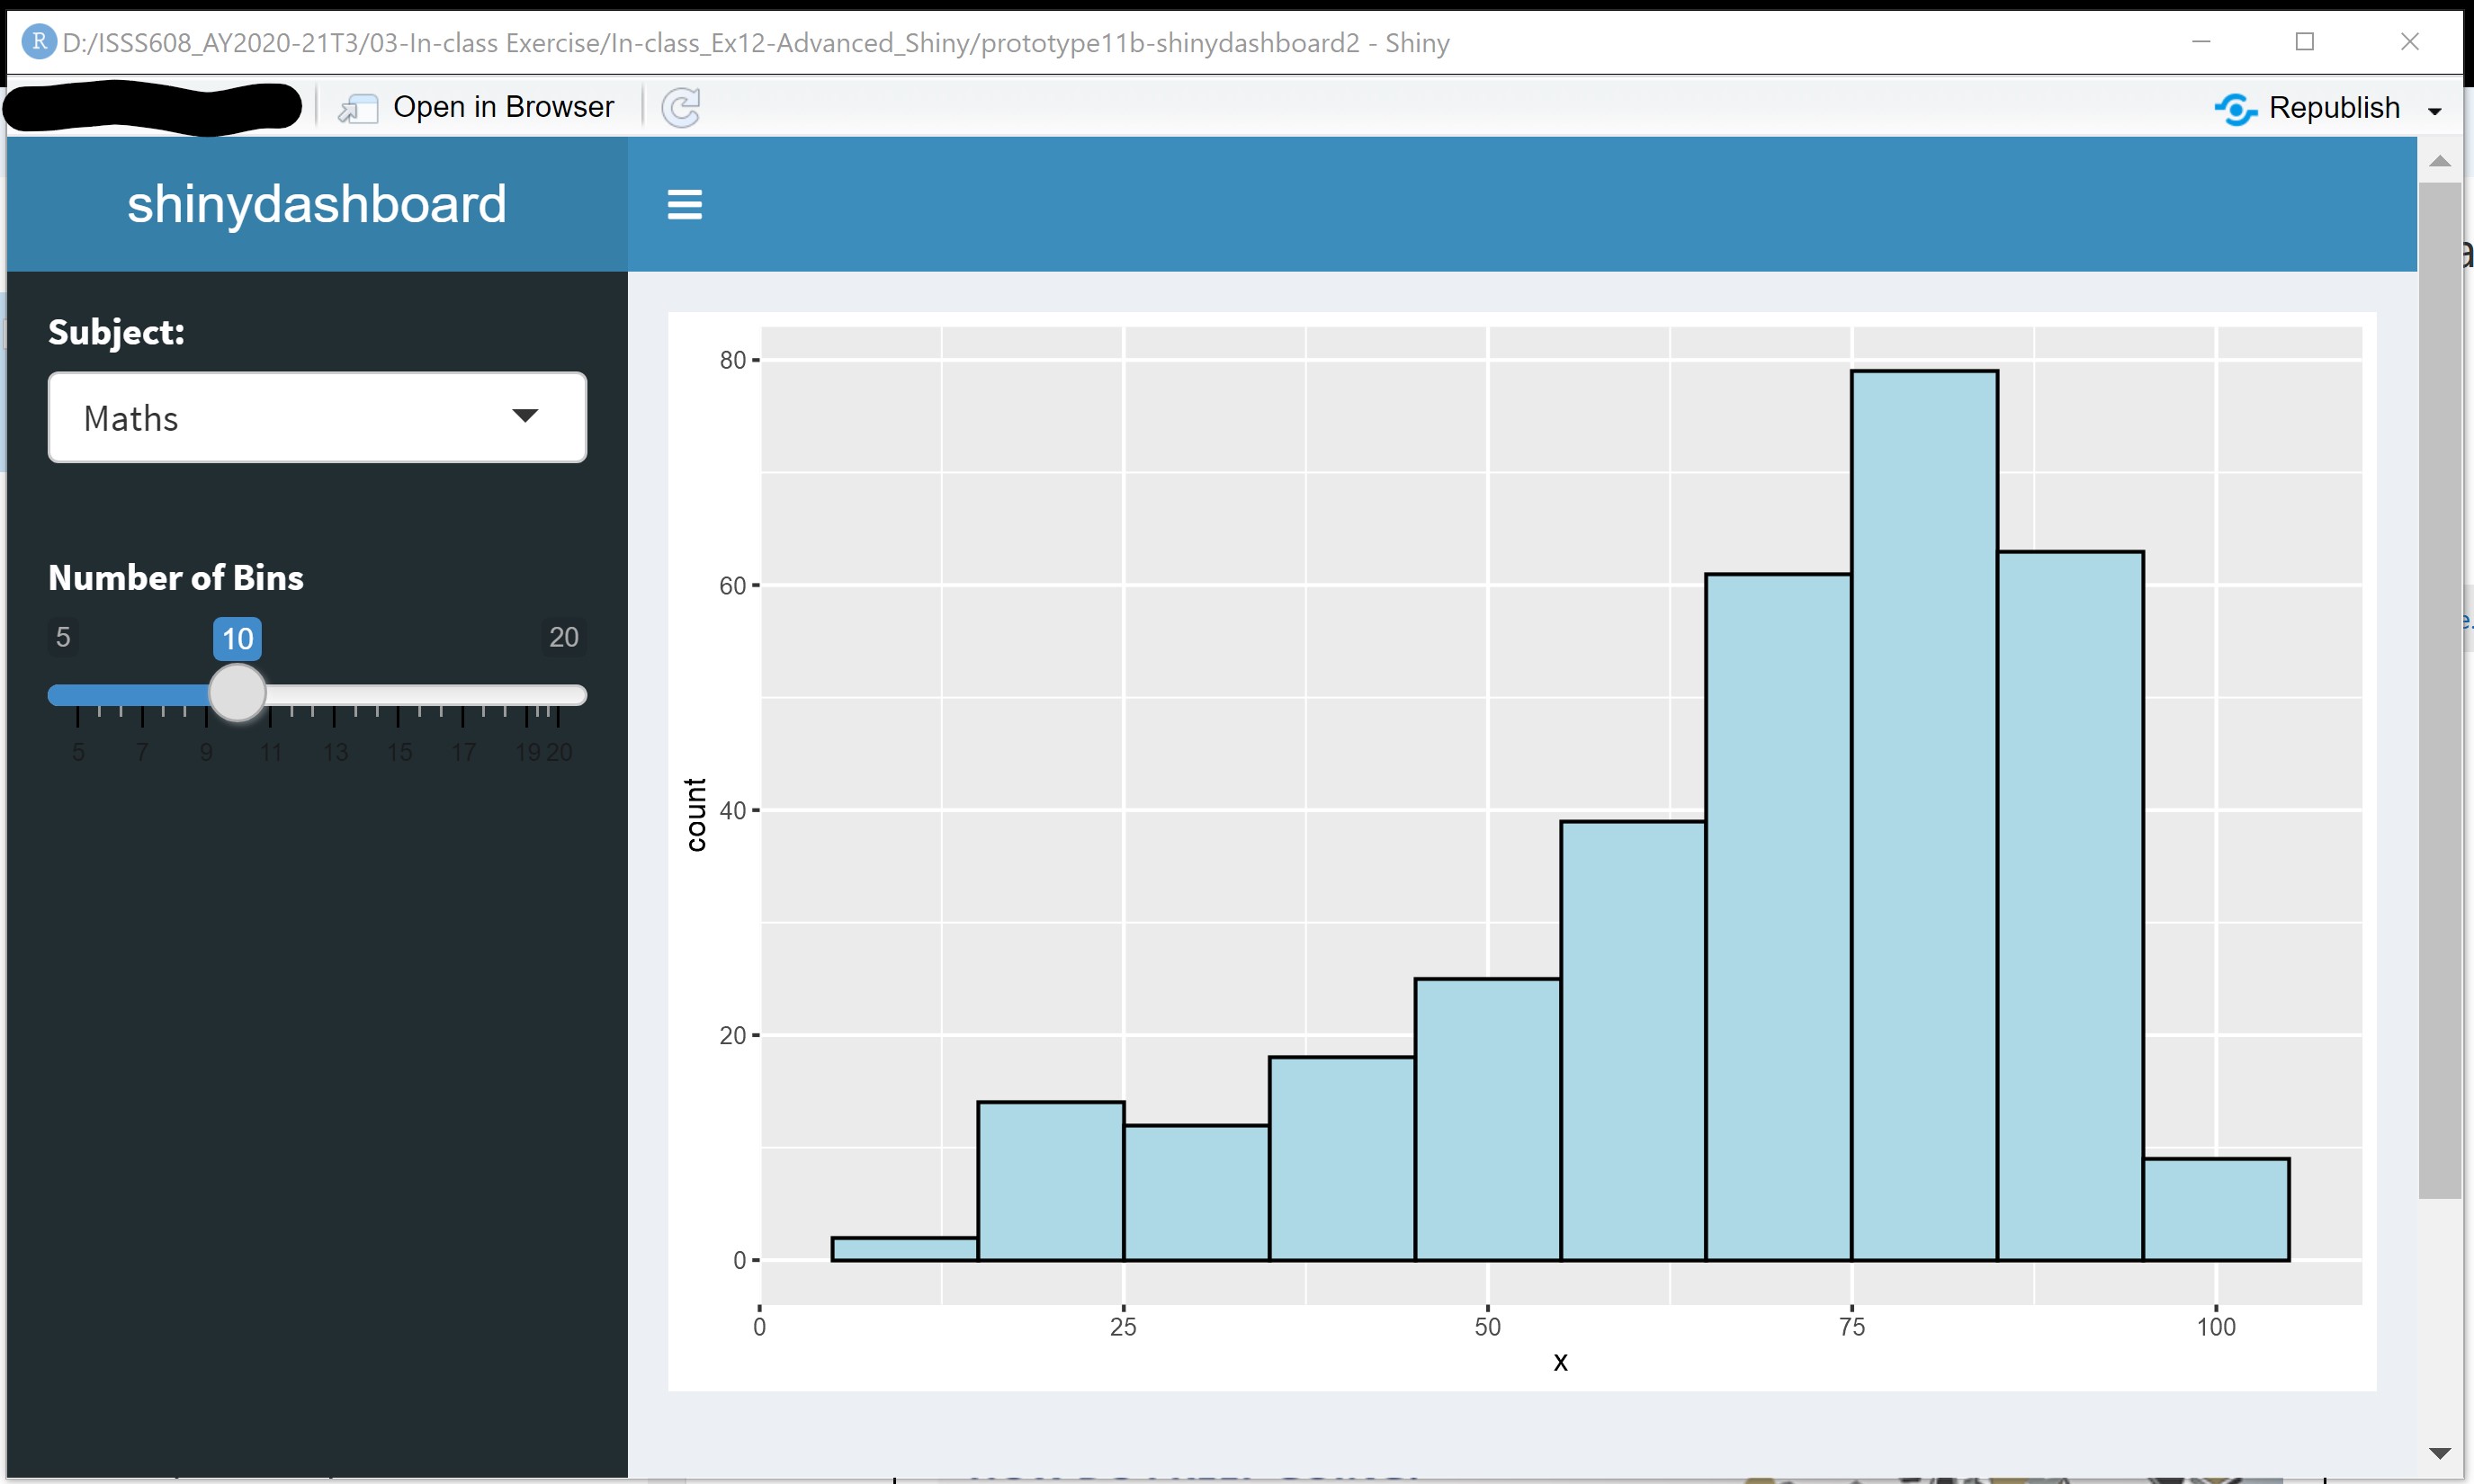 R D:/ISSS608_AY2020-21T3/03-In-class Exercise/In-class_Ex12-Advanced_Shiny/prototype11b-shinydashboard2 - Shiny
Open in Browser Republish
shinydashboard
Subject:
Maths
Number of Bins
5 10 20
5 7 9 11 13 15 17 19 20
80
60
40
20
0
count
0 25 50 75 100
x